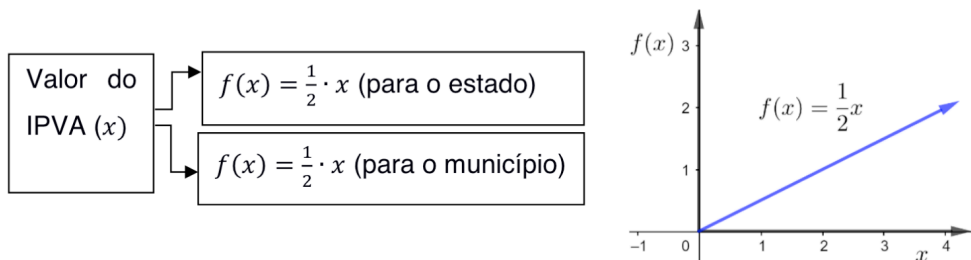 Valor do
IPVA (x)
f(x) = 1/2 · x (para o estado)
f(x) = 1/2 · x (para o município)
f(x)
3
2
1
f(x) = 1/2 x
−1
0
1
2
3
4
x